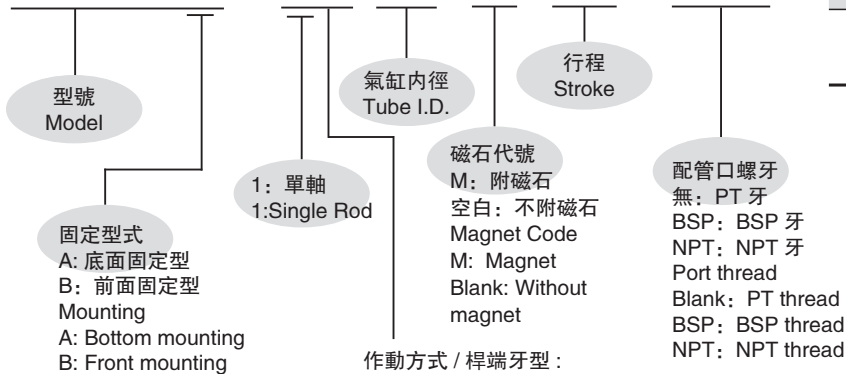 型號
Model
固定型式
A: 底面固定型
B：前面固定型
Mounting
A: Bottom mounting
B: Front mounting
1：單軸
1:Single Rod
氣缸內徑
Tube I.D.
作動方式 / 桿端牙型 :
磁石代號
M：附磁石
空白：不附磁石
Magnet Code
M: Magnet
Blank: Without
magnet
行程
Stroke
配管口螺牙
無：PT 牙
BSP：BSP 牙
NPT：NPT 牙
Port thread
Blank：PT thread
BSP：BSP thread
NPT：NPT thread